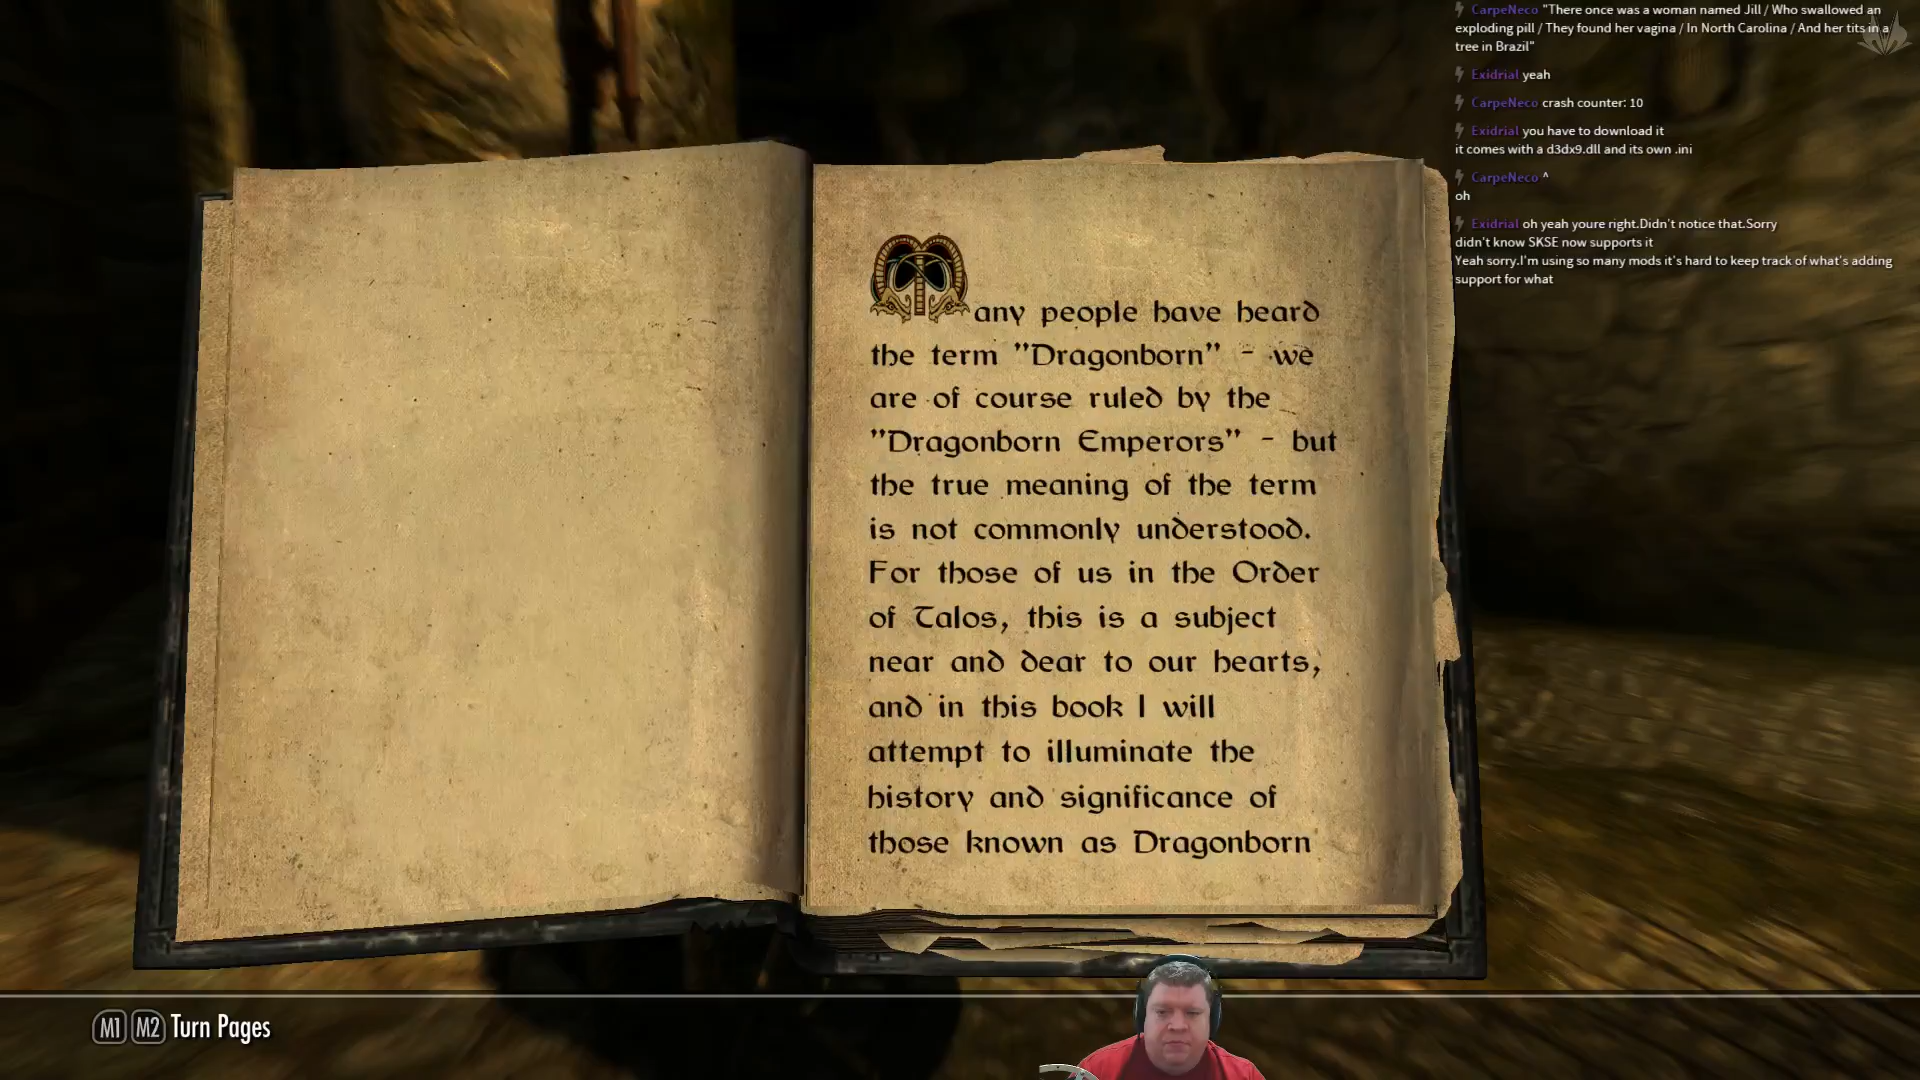 CarpeNeco "There once was a woman named Jill / Who swallowed an
exploding pill / They found her vagina / In North Carolina / And her tits in a
tree in Brazil"
Exidrial yeah
CarpeNeco crash counter: 10
Exidrial you have to download it
it comes with a d3dx9.dll and its own .ini
CarpeNeco ^
oh
Exidrial oh yeah youre right.Didn't notice that.Sorry
didn't know SKSE now supports it
Yeah sorry.I'm using so many mods it's hard to keep track of what's adding
support for what
Many people have heard
the term "Dragonborn" - we
are of course ruled by the
"Dragonborn Emperors" - but
the true meaning of the term
is not commonly understood.
For those of us in the Order
of Talos, this is a subject
near and dear to our hearts,
and in this book I will
attempt to illuminate the
history and significance of
those known as Dragonborn
M1 M2 Turn Pages